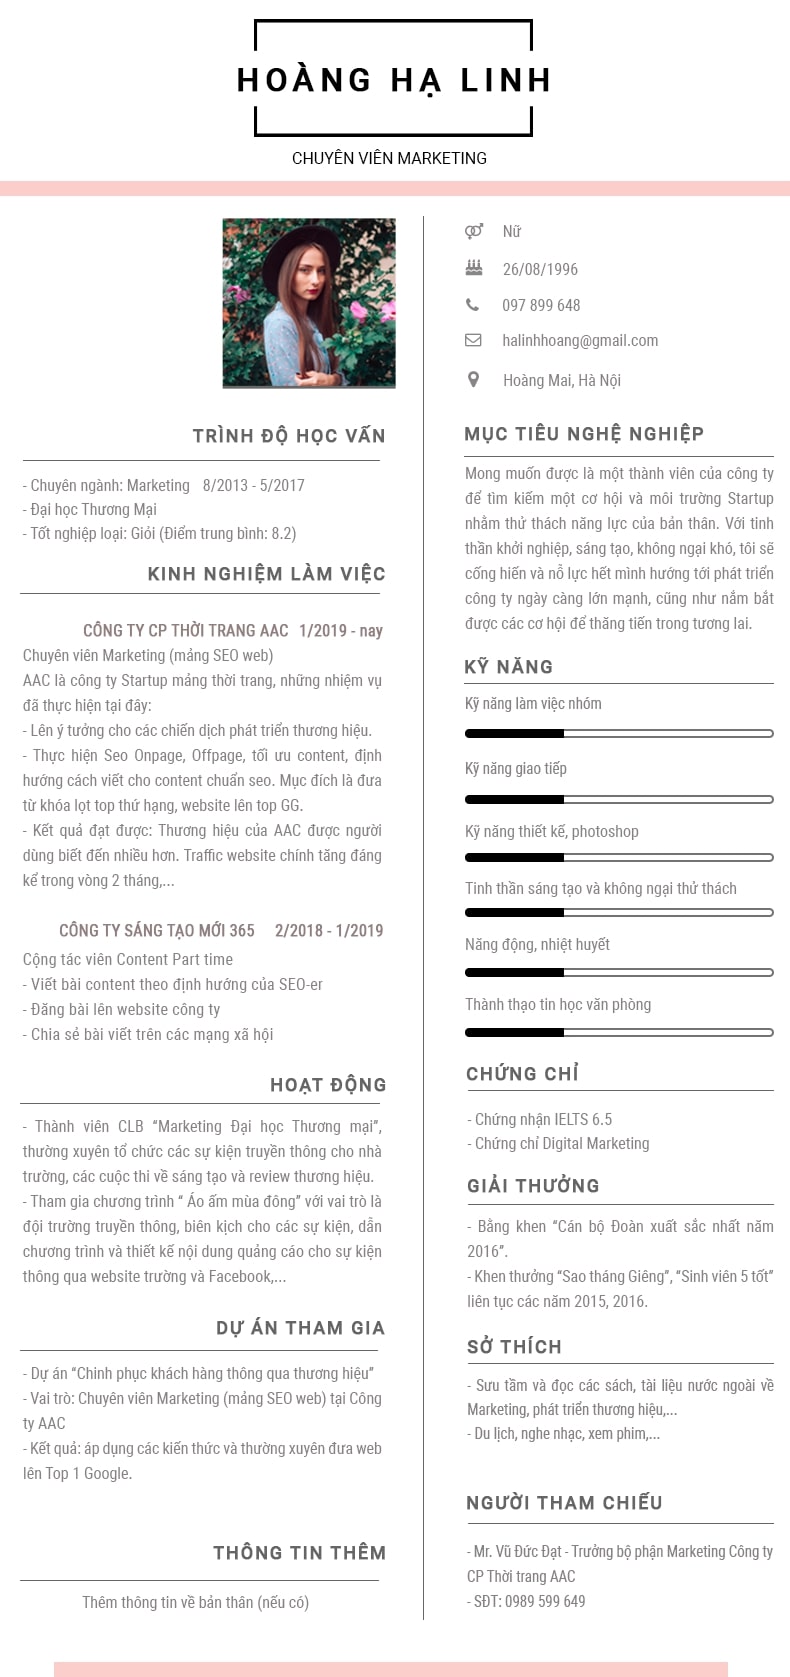 HOÀNG HẠ LINH
CHUYÊN VIÊN MARKETING
TRÌNH ĐỘ HỌC VẤN
- Chuyên ngành: Marketing 8/2013 - 5/2017
- Đại học Thương Mại
- Tốt nghiệp loại: Giỏi (Điểm trung bình: 8.2)
KINH NGHIỆM LÀM VIỆC
CÔNG TY CP THỜI TRANG AAC 1/2019 - nay
Chuyên viên Marketing (mảng SEO web)
AAC là công ty Startup mảng thời trang, những nhiệm vụ
đã thực hiện tại đây:
- Lên ý tưởng cho các chiến dịch phát triển thương hiệu.
- Thực hiện Seo Onpage, Offpage, tối ưu content, định
hướng cách viết cho content chuẩn seo. Mục đích là đưa
từ khóa lọt top thứ hạng, website lên top GG.
- Kết quả đạt được: Thương hiệu của AAC được người
dùng biết đến nhiều hơn. Traffic website chính tăng đáng
kể trong vòng 2 tháng,...
CÔNG TY SÁNG TẠO MỚI 365 2/2018 - 1/2019
Cộng tác viên Content Part time
- Viết bài content theo định hướng của SEO-er
- Đăng bài lên website công ty
- Chia sẻ bài viết trên các mạng xã hội
HOẠT ĐỘNG
- Thành viên CLB “Marketing Đại học Thương mại”,
thường xuyên tổ chức các sự kiện truyền thông cho nhà
trường, các cuộc thi về sáng tạo và review thương hiệu.
- Tham gia chương trình “ Áo ấm mùa đông” với vai trò là
đội trưởng truyền thông, biên kịch cho các sự kiện, dẫn
chương trình và thiết kế nội dung quảng cáo cho sự kiện
thông qua website trường và Facebook,...
DỰ ÁN THAM GIA
- Dự án “Chinh phục khách hàng thông qua thương hiệu”
- Vai trò: Chuyên viên Marketing (mảng SEO web) tại Công
ty AAC
- Kết quả: áp dụng các kiến thức và thường xuyên đưa web
lên Top 1 Google.
THÔNG TIN THÊM
Thêm thông tin về bản thân (nếu có)
Nữ
26/08/1996
097 899 648
halinhhoang@gmail.com
Hoàng Mai, Hà Nội
MỤC TIÊU NGHỆ NGHIỆP
Mong muốn được là một thành viên của công ty
để tìm kiếm một cơ hội và môi trường Startup
nhằm thử thách năng lực của bản thân. Với tinh
thần khởi nghiệp, sáng tạo, không ngại khó, tôi sẽ
cống hiến và nỗ lực hết mình hướng tới phát triển
công ty ngày càng lớn mạnh, cũng như nắm bắt
được các cơ hội để thăng tiến trong tương lai.
KỸ NĂNG
Kỹ năng làm việc nhóm
Kỹ năng giao tiếp
Kỹ năng thiết kế, photoshop
Tinh thần sáng tạo và không ngại thử thách
Năng động, nhiệt huyết
Thành thạo tin học văn phòng
CHỨNG CHỈ
- Chứng nhận IELTS 6.5
- Chứng chỉ Digital Marketing
GIẢI THƯỞNG
- Bằng khen “Cán bộ Đoàn xuất sắc nhất năm
2016”.
- Khen thưởng “Sao tháng Giêng”, “Sinh viên 5 tốt”
liên tục các năm 2015, 2016.
SỞ THÍCH
- Sưu tầm và đọc các sách, tài liệu nước ngoài về
Marketing, phát triển thương hiệu,...
- Du lịch, nghe nhạc, xem phim,...
NGƯỜI THAM CHIẾU
- Mr. Vũ Đức Đạt - Trưởng bộ phận Marketing Công ty
CP Thời trang AAC
- SĐT: 0989 599 649